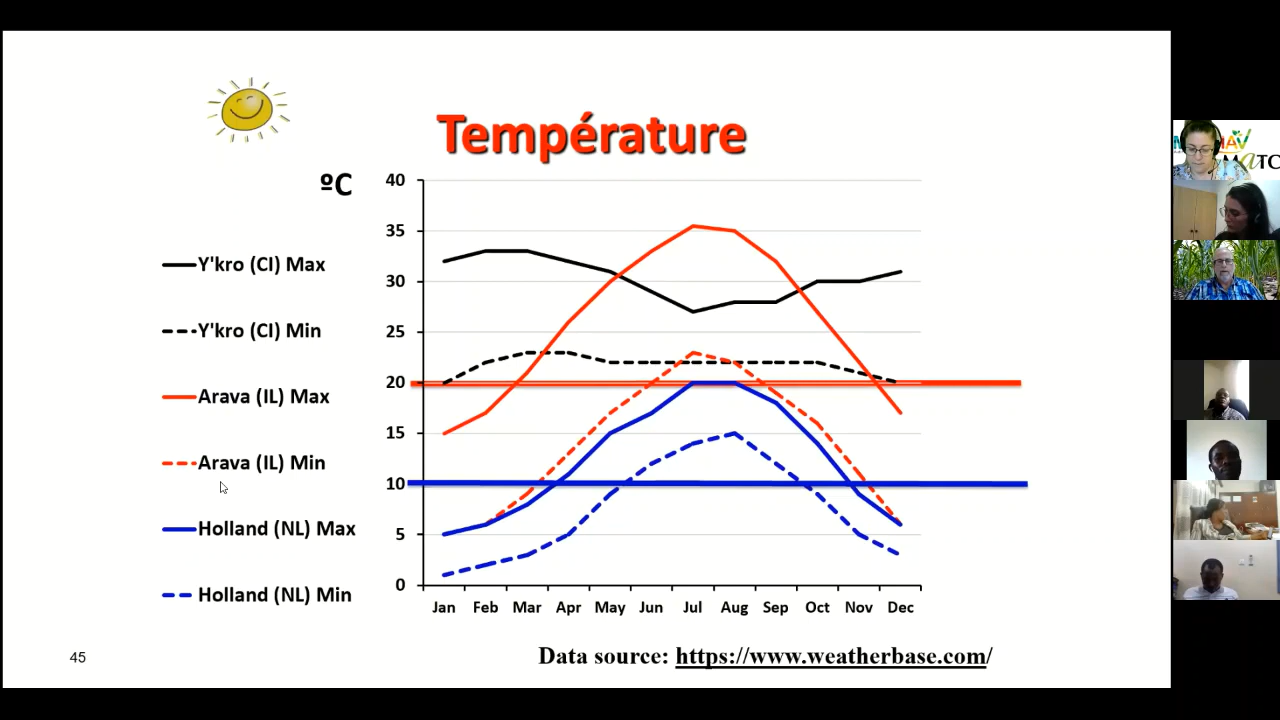 Température
ºC
40
35
30
25
20
15
10
5
0
Y'kro (CI) Max
Y'kro (CI) Min
Arava (IL) Max
Arava (IL) Min
Holland (NL) Max
Holland (NL) Min
Jan Feb Mar Apr May Jun Jul Aug Sep Oct Nov Dec
Data source: https://www.weatherbase.com/
45